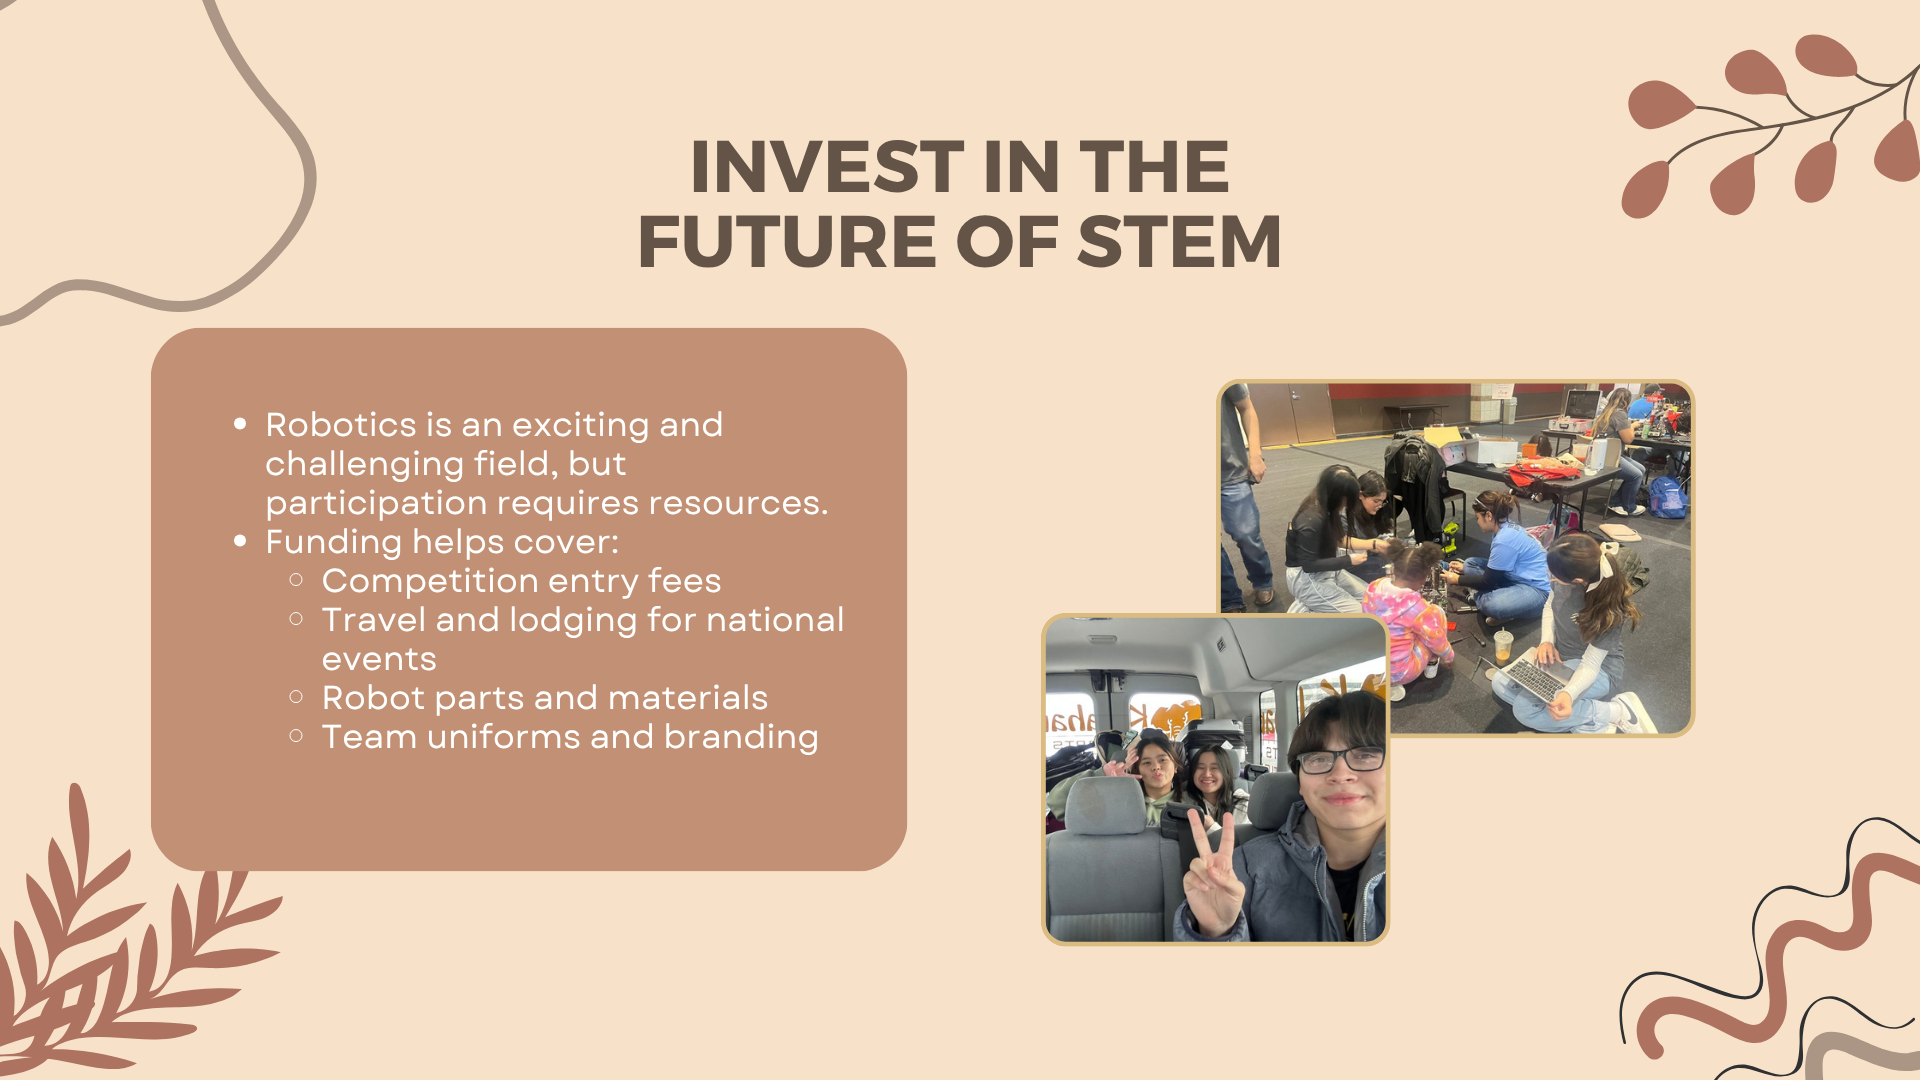 INVEST IN THE
FUTURE OF STEM
• Robotics is an exciting and
challenging field, but
participation requires resources.
• Funding helps cover:
○ Competition entry fees
○ Travel and lodging for national
events
○ Robot parts and materials
○ Team uniforms and branding